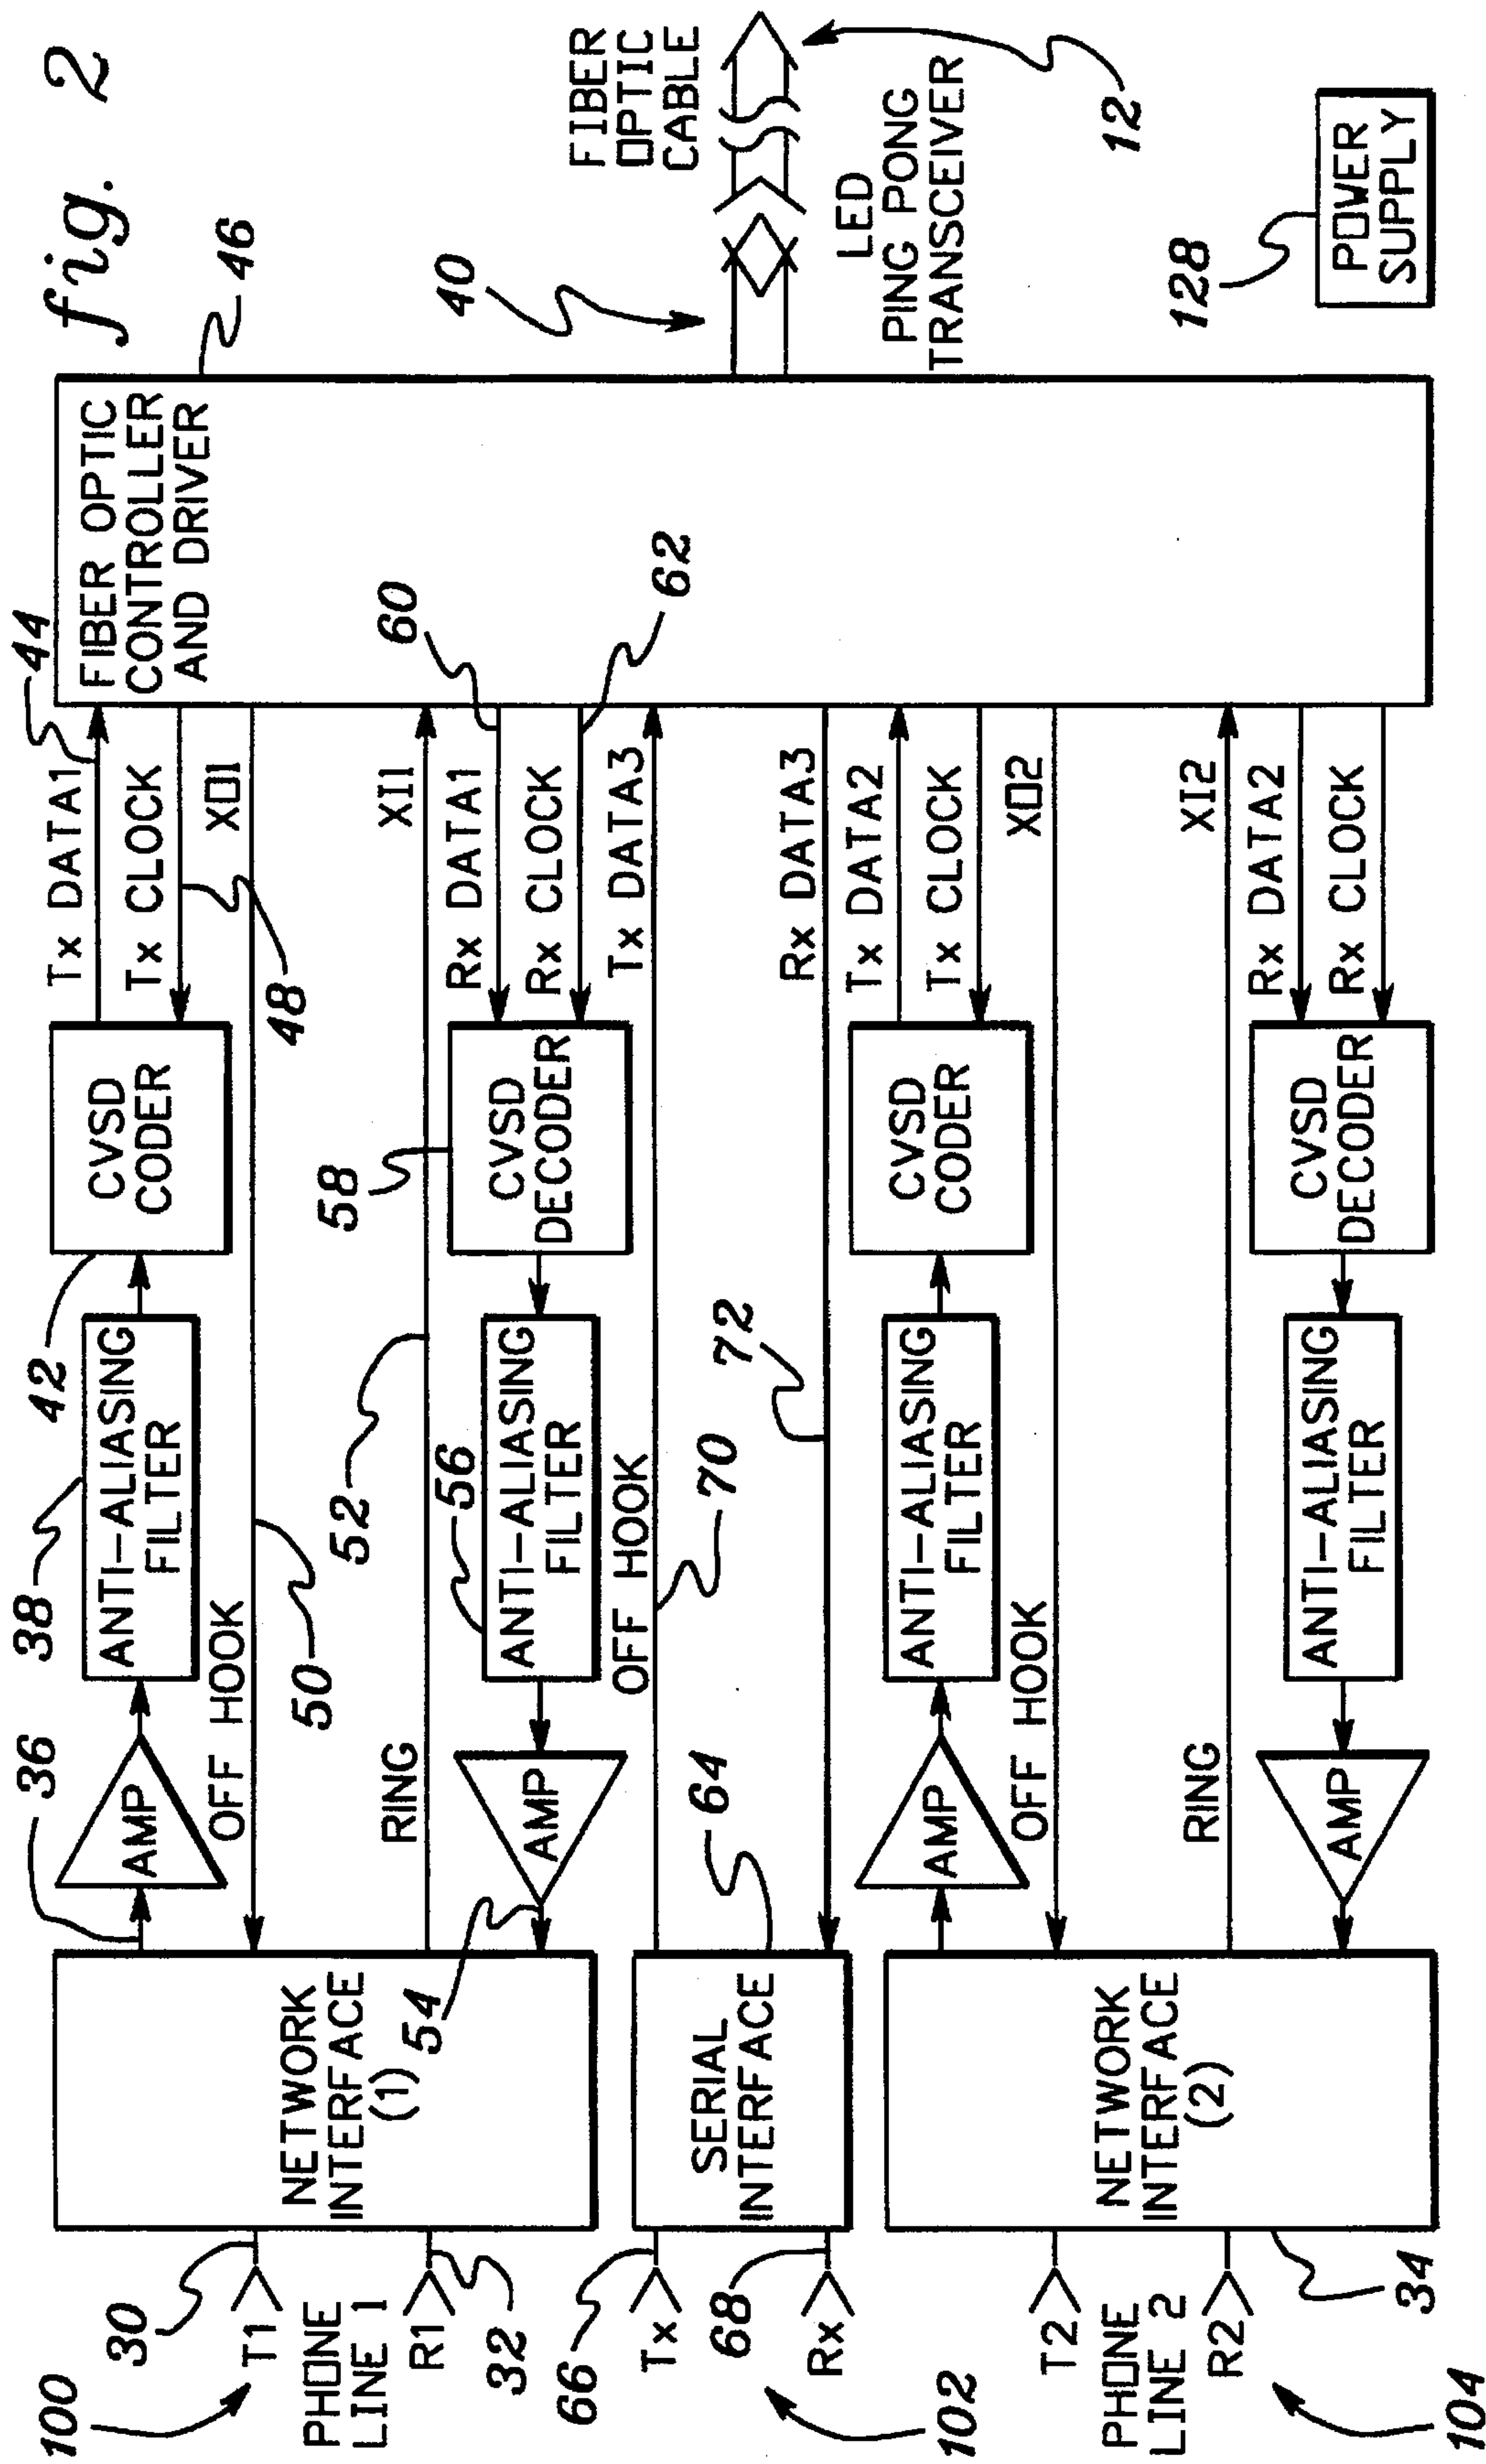 fig. 2
100
PHONE
LINE 1
30
T1
R1
32
NETWORK
INTERFACE
(1)
36
AMP
38
ANTI-ALIASING
FILTER
42
CVSD
CODER
Tx DATA1
44
Tx CLOCK
48
OFF HOOK
50
XO1
RING
52
XI1
54
AMP
56
ANTI-ALIASING
FILTER
58
CVSD
DECODER
Rx DATA1
60
Rx CLOCK
62
FIBER OPTIC
CONTROLLER
AND DRIVER
46
40
FIBER
OPTIC
CABLE
LED
PING PONG
TRANSCEIVER
12
66
Tx
68
Rx
102
SERIAL
INTERFACE
64
OFF HOOK
70
Tx DATA3
72
Rx DATA3
104
PHONE
LINE 2
T2
R2
34
NETWORK
INTERFACE
(2)
AMP
ANTI-ALIASING
FILTER
CVSD
CODER
Tx DATA2
Tx CLOCK
OFF HOOK
XO2
RING
XI2
AMP
ANTI-ALIASING
FILTER
CVSD
DECODER
Rx DATA2
Rx CLOCK
128
POWER
SUPPLY